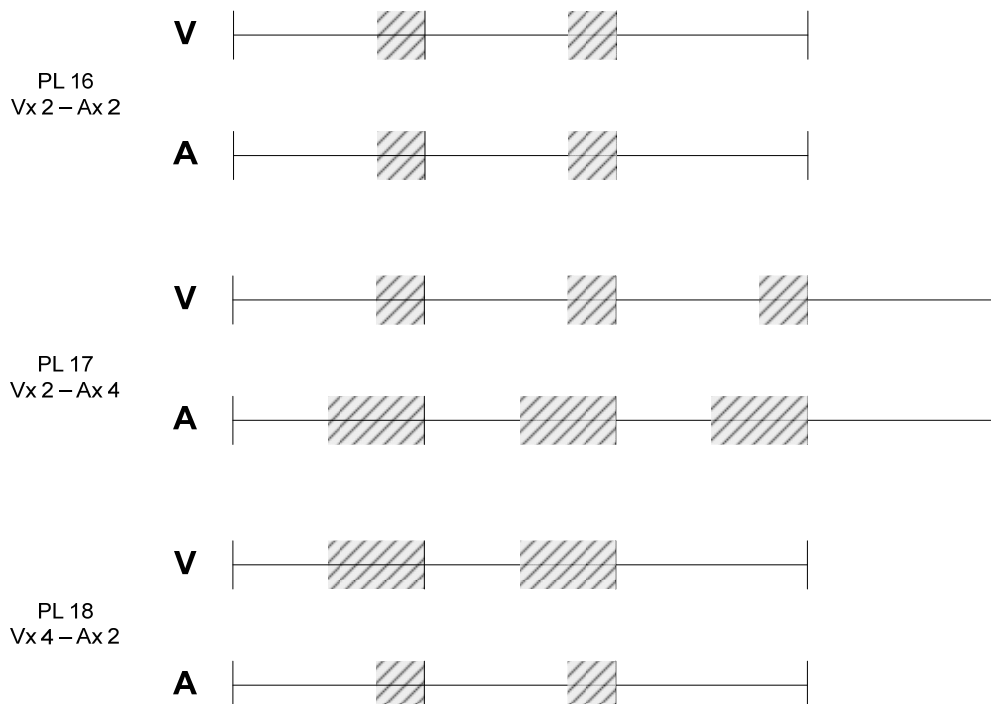 V
PL 16
Vx 2 – Ax 2
A
V
PL 17
Vx 2 – Ax 4
A
V
PL 18
Vx 4 – Ax 2
A